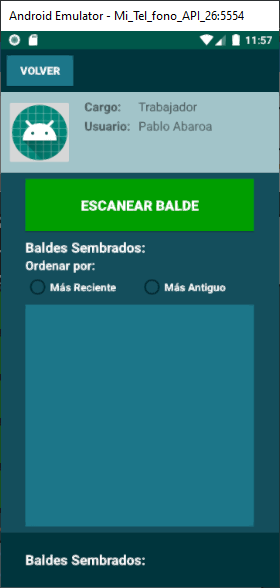 Android Emulator - Mi_Tel_fono_API_26:5554
11:57
VOLVER
Cargo: Trabajador
Usuario: Pablo Abaroa
ESCANEAR BALDE
Baldes Sembrados:
Ordenar por:
Más Reciente Más Antiguo
Baldes Sembrados: